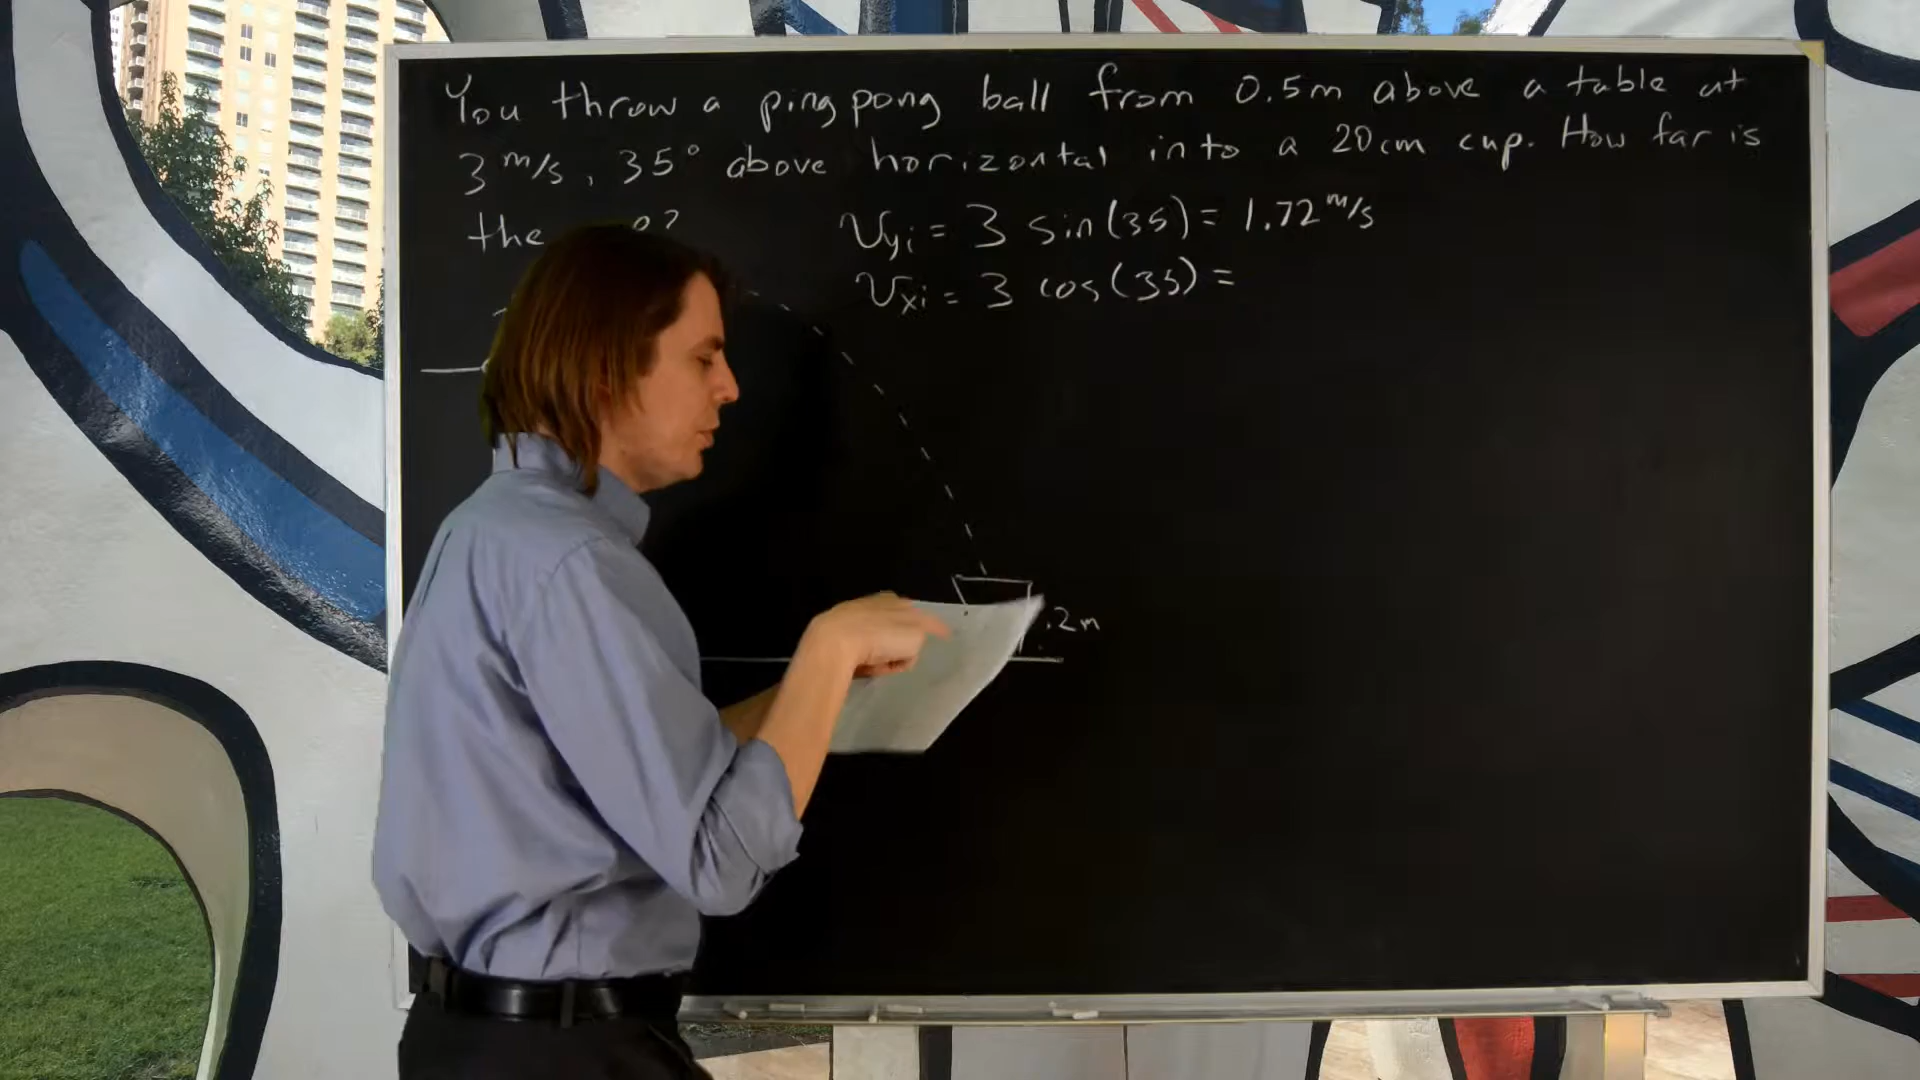 You throw a ping pong ball from 0.5m above a table at
3 m/s, 35° above horizontal into a 20cm cup. How far is
the
Vyi = 3 sin(35) = 1.72 m/s
Vxi = 3 cos(35) =
.2m